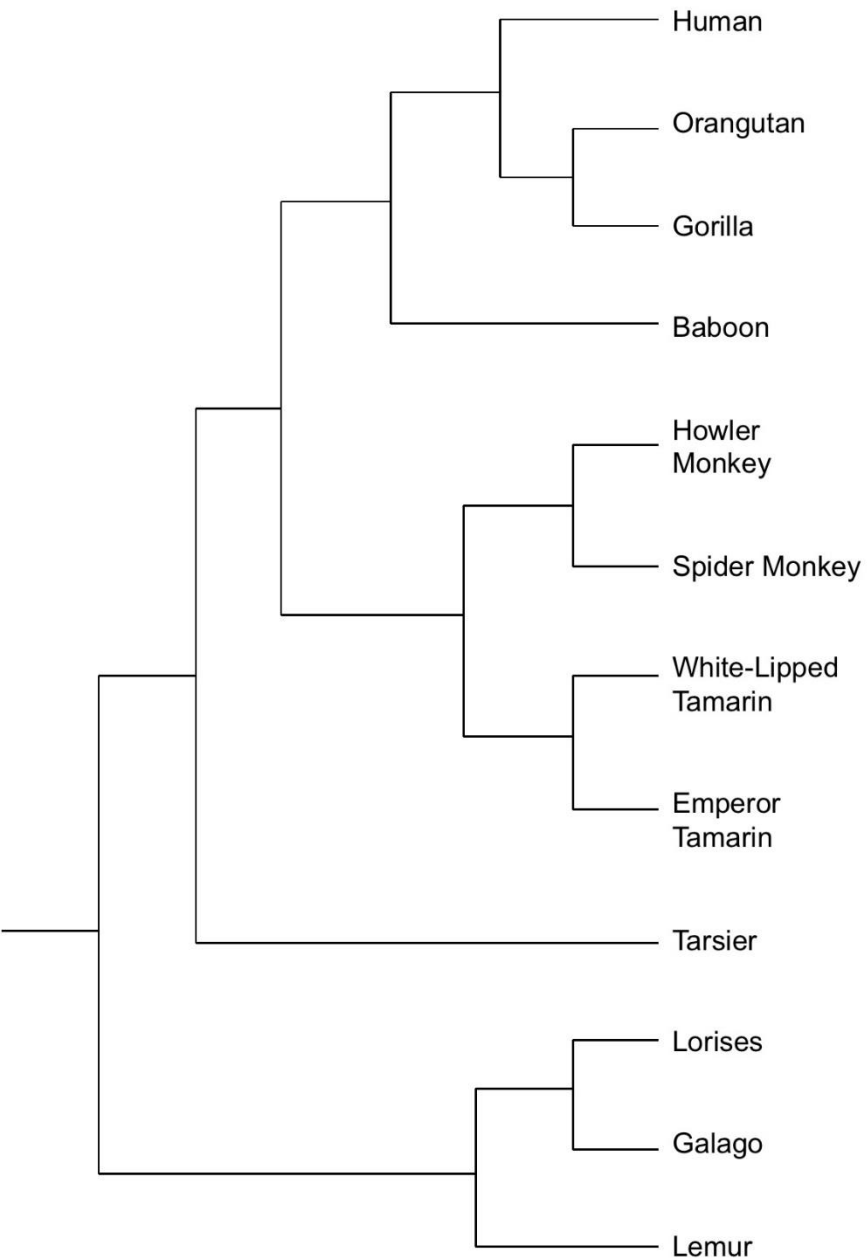 Human
Orangutan
Gorilla
Baboon
Howler
Monkey
Spider Monkey
White-Lipped
Tamarin
Emperor
Tamarin
Tarsier
Lorises
Galago
Lemur